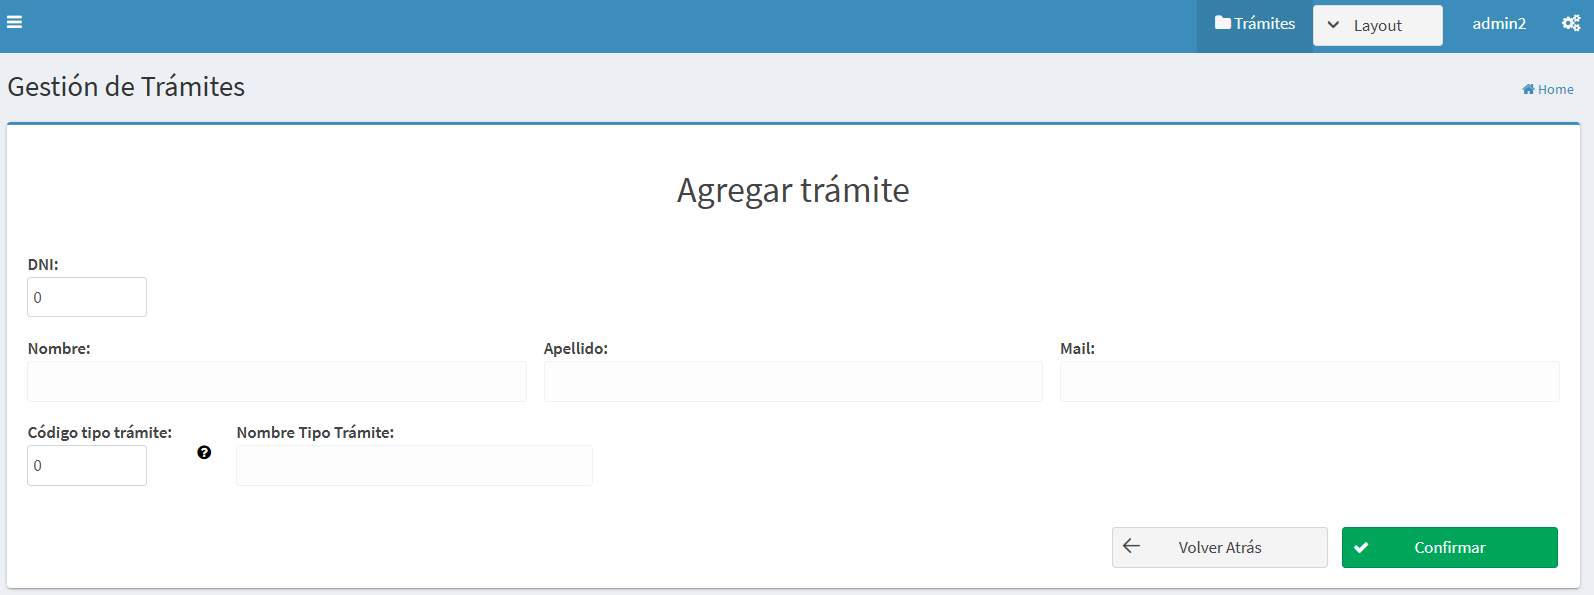 Trámites
Layout
admin2
Gestión de Trámites
Home
Agregar trámite
DNI:
0
Nombre:
Apellido:
Mail:
Código tipo trámite:
Nombre Tipo Trámite:
0
Volver Atrás
Confirmar